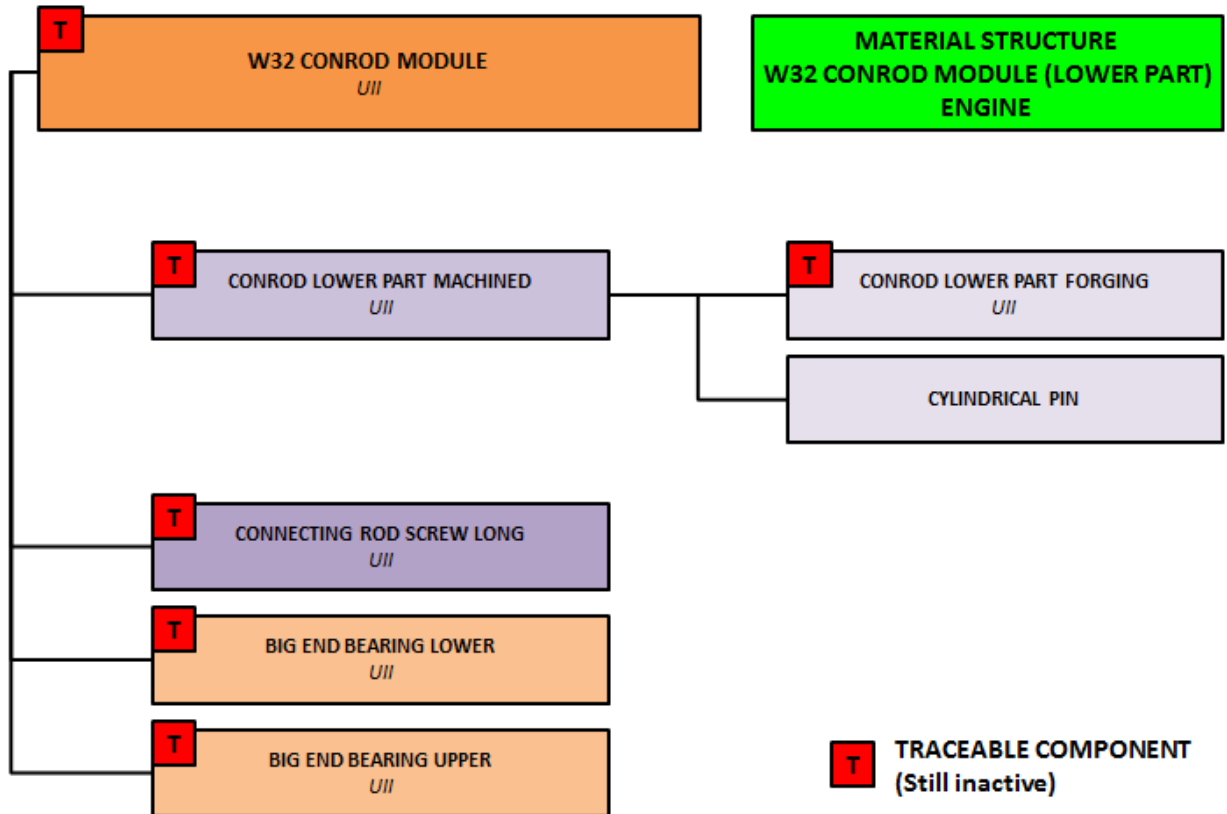 T
W32 CONROD MODULE
UII
MATERIAL STRUCTURE
W32 CONROD MODULE (LOWER PART)
ENGINE
T
CONROD LOWER PART MACHINED
UII
T
CONROD LOWER PART FORGING
UII
CYLINDRICAL PIN
T
CONNECTING ROD SCREW LONG
UII
T
BIG END BEARING LOWER
UII
T
BIG END BEARING UPPER
UII
T
TRACEABLE COMPONENT
(Still inactive)